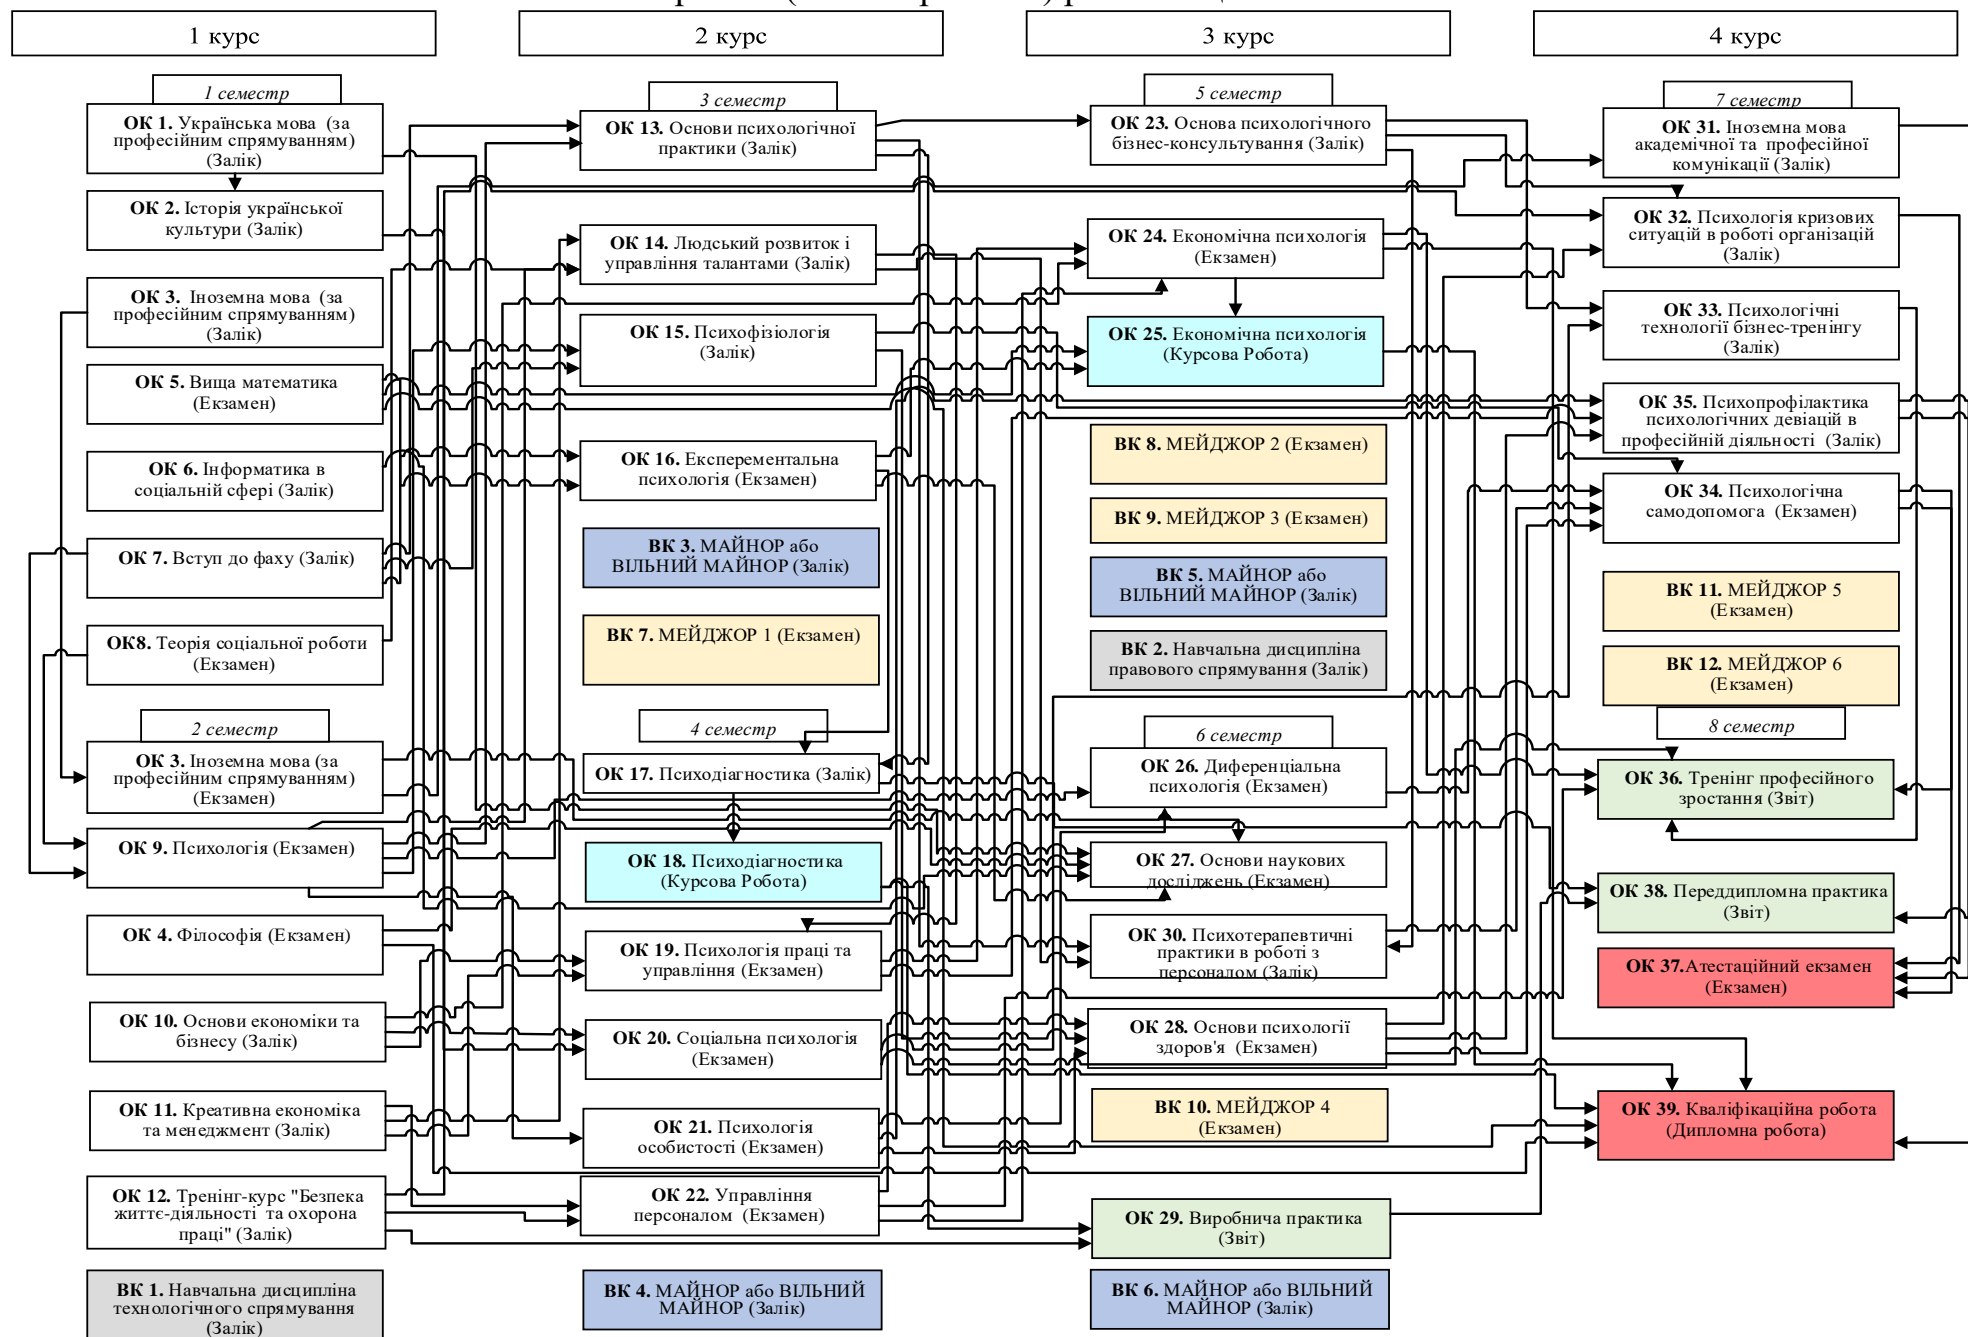 1 курс
2 курс
3 курс
4 курс
1 семестр
ОК 1. Українська мова (за
професійним спрямуванням)
(Залік)
ОК 2. Історія української
культури (Залік)
ОК 3. Іноземна мова (за
професійним спрямуванням)
(Залік)
ОК 5. Вища математика
(Екзамен)
ОК 6. Інформатика в
соціальній сфері (Залік)
ОК 7. Вступ до фаху (Залік)
ОК8. Теорія соціальної роботи
(Екзамен)
2 семестр
ОК 3. Іноземна мова (за
професійним спрямуванням)
(Екзамен)
ОК 9. Психологія (Екзамен)
ОК 4. Філософія (Екзамен)
ОК 10. Основи економіки та
бізнесу (Залік)
ОК 11. Креативна економіка
та менеджмент (Залік)
ОК 12. Тренінг-курс "Безпека
життє-діяльності та охорона
праці" (Залік)
ВК 1. Навчальна дисципліна
технологічного спрямування
(Залік)
3 семестр
ОК 13. Основи психологічної
практики (Залік)
ОК 14. Людський розвиток і
управління талантами (Залік)
ОК 15. Психофізіологія
(Залік)
ОК 16. Експерементальна
психологія (Екзамен)
ВК 3. МАЙНОР або
ВІЛЬНИЙ МАЙНОР (Залік)
ВК 7. МЕЙДЖОР 1 (Екзамен)
4 семестр
ОК 17. Психодіагностика (Залік)
ОК 18. Психодіагностика
(Курсова Робота)
ОК 19. Психологія праці та
управління (Екзамен)
ОК 20. Соціальна психологія
(Екзамен)
ОК 21. Психологія
особистості (Екзамен)
ОК 22. Управління
персоналом (Екзамен)
ВК 4. МАЙНОР або ВІЛЬНИЙ
МАЙНОР (Залік)
5 семестр
ОК 23. Основа психологічного
бізнес-консультування (Залік)
ОК 24. Економічна психологія
(Екзамен)
ОК 25. Економічна психологія
(Курсова Робота)
ВК 8. МЕЙДЖОР 2 (Екзамен)
ВК 9. МЕЙДЖОР 3 (Екзамен)
ВК 5. МАЙНОР або
ВІЛЬНИЙ МАЙНОР (Залік)
ВК 2. Навчальна дисципліна
правового спрямування (Залік)
6 семестр
ОК 26. Диференціальна
психологія (Екзамен)
ОК 27. Основи наукових
досліджень (Екзамен)
ОК 30. Психотерапевтичні
практики в роботі з
персоналом (Залік)
ОК 28. Основи психології
здоров'я (Екзамен)
ВК 10. МЕЙДЖОР 4
(Екзамен)
ОК 29. Виробнича практика
(Звіт)
ВК 6. МАЙНОР або ВІЛЬНИЙ
МАЙНОР (Залік)
7 семестр
ОК 31. Іноземна мова
академічної та професійної
комунікації (Залік)
ОК 32. Психологія кризових
ситуацій в роботі організацій
(Залік)
ОК 33. Психологічні
технології бізнес-тренінгу
(Залік)
ОК 35. Психопрофілактика
психологічних девіацій в
професійній діяльності (Залік)
ОК 34. Психологічна
самодопомога (Екзамен)
ВК 11. МЕЙДЖОР 5
(Екзамен)
ВК 12. МЕЙДЖОР 6
(Екзамен)
8 семестр
ОК 36. Тренінг професійного
зростання (Звіт)
ОК 38. Переддипломна практика
(Звіт)
ОК 37.Атестаційний екзамен
(Екзамен)
ОК 39. Кваліфікаційна робота
(Дипломна робота)